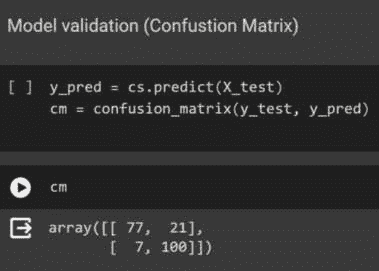 Model validation (Confustion Matrix)
[ ] y_pred = cs.predict(X_test)
cm = confusion_matrix(y_test, y_pred)
cm
array([[ 77,  21],
       [  7, 100]])